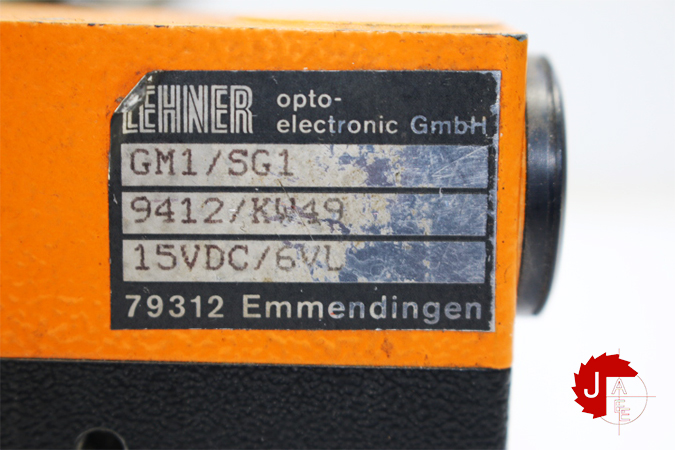 LEHNER opto-
electronic GmbH
GM1/SG1
9412/KW49
15VDC/6VL
79312 Emmendingen
J
A